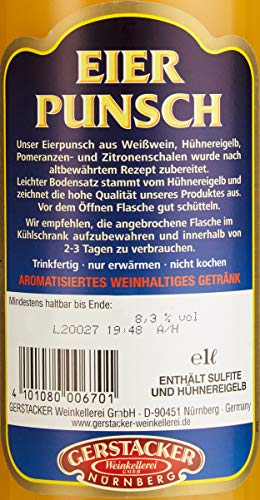 EIER
PUNSCH
Unser Eierpunsch aus Weißwein, Hühnereigelb,
Pomeranzen- und Zitronenschalen wurde nach
altbewährtem Rezept zubereitet.
Leichter Bodensatz stammt vom Hühnereigelb und
zeichnet die hohe Qualität unseres Produktes aus.
Vor dem Öffnen Flasche gut schütteln.
Wir empfehlen, die angebrochene Flasche im
Kühlschrank aufzubewahren und innerhalb von
2-3 Tagen zu verbrauchen.
Trinkfertig · nur erwärmen · nicht kochen
AROMATISIERTES WEINHALTIGES GETRÄNK
Mindestens haltbar bis Ende:
8,3 % vol
L20027 19:48 A/H
e1l
ENTHÄLT SULFITE
UND HÜHNEREIGELB
4 101080 006701
GERSTACKER Weinkellerei GmbH · D-90451 Nürnberg · Germany
www.gerstacker-weinkellerei.de
GERSTACKER
Weinkellerei
GMBH
NÜRNBERG